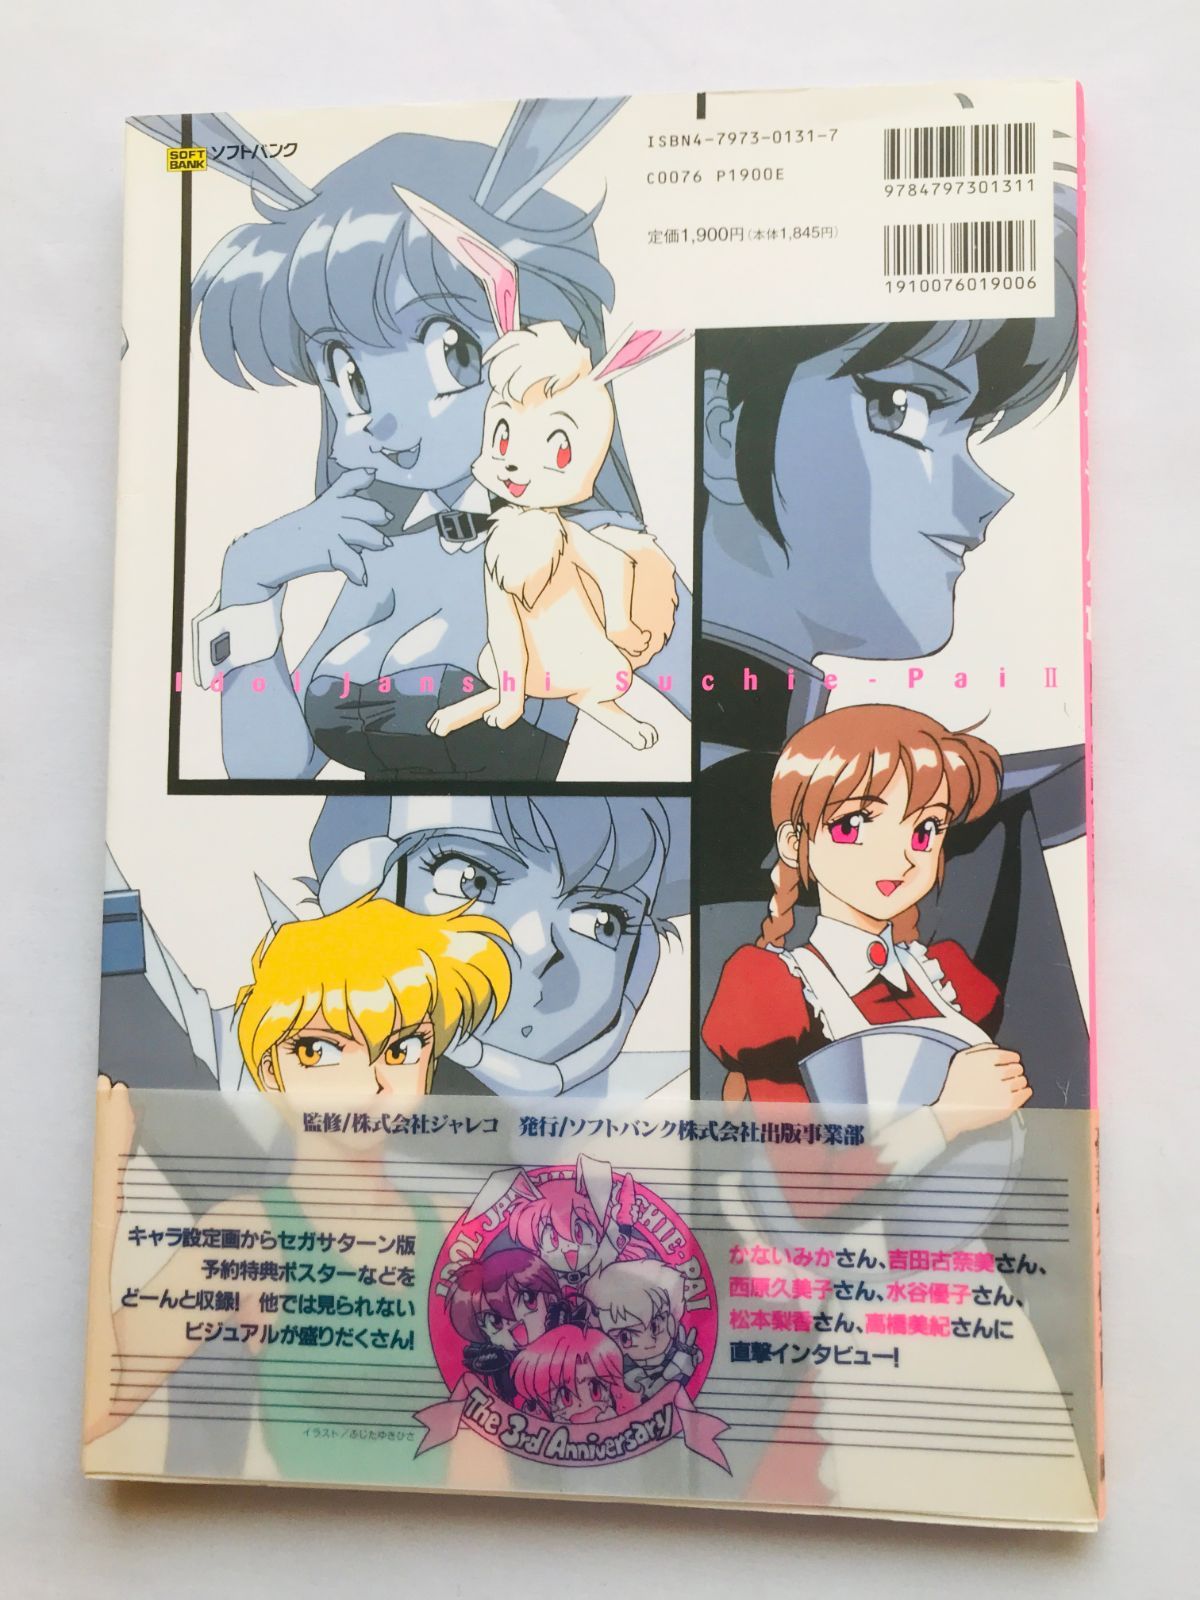 SOFT
BANK
ソフトバンク
ISBN4-7973-0131-7
C0076 P1900E
定価1,900円(本体1,845円)
9784797301311
1910076019006
Idol Janshi Suchie-Pai II
監修/株式会社ジャレコ 発行/ソフトバンク株式会社出版事業部
キャラ設定画からセガサターン版
予約特典ポスターなどを
どーんと収録! 他では見られない
ビジュアルが盛りだくさん!
イラスト/ふじたゆきひさ
The 3rd Anniversary
かないみかさん、吉田古奈美さん、
西原久美子さん、水谷優子さん、
松本梨香さん、高橋美紀さんに
直撃インタビュー!